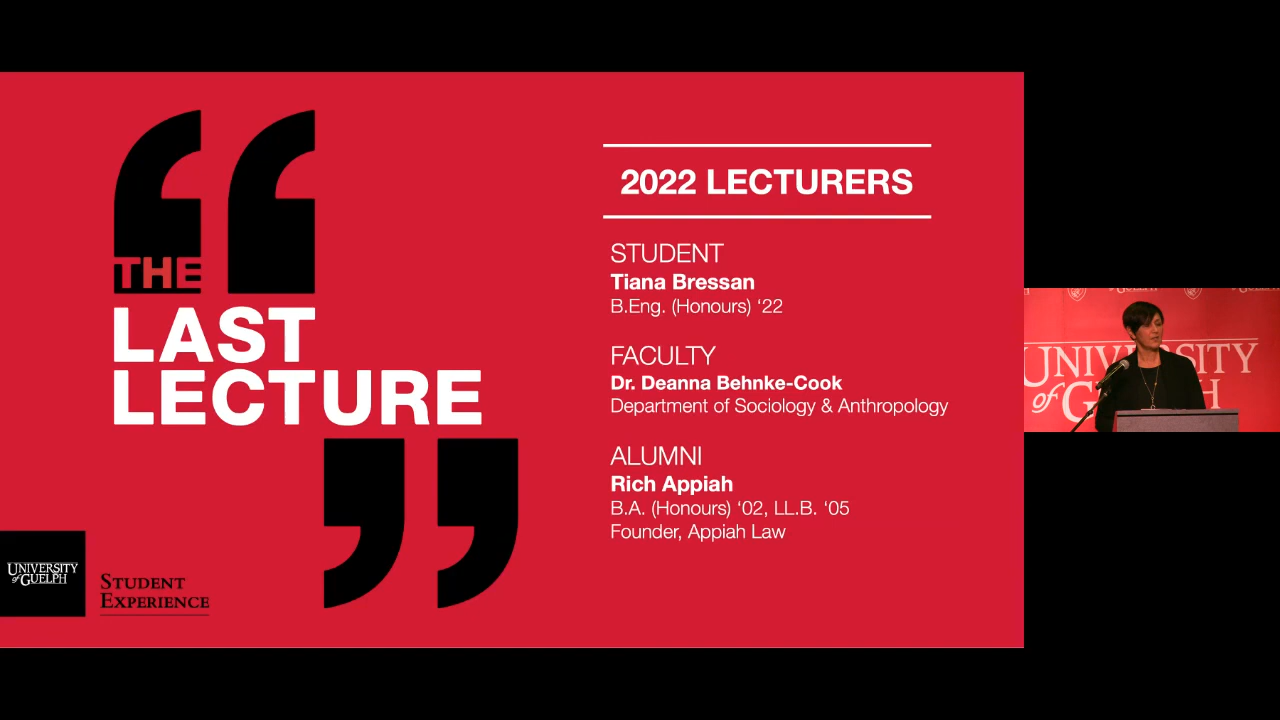 THE
LAST
LECTURE
2022 LECTURERS
STUDENT
Tiana Bressan
B.Eng. (Honours) ‘22
FACULTY
Dr. Deanna Behnke-Cook
Department of Sociology & Anthropology
ALUMNI
Rich Appiah
B.A. (Honours) ‘02, LL.B. ‘05
Founder, Appiah Law
UNIVERSITY
of GUELPH
STUDENT
EXPERIENCE
UNIVERSITY
of G H